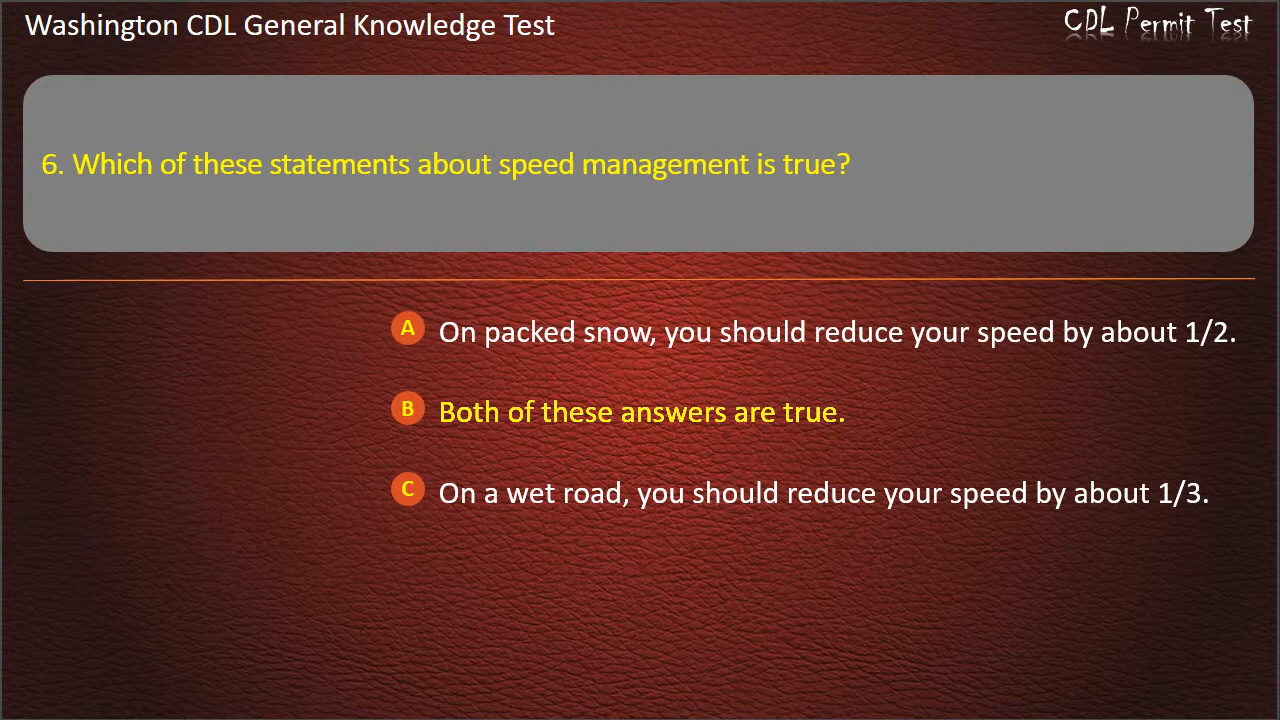 Washington CDL General Knowledge Test
CDL Permit Test
6. Which of these statements about speed management is true?
A On packed snow, you should reduce your speed by about 1/2.
B Both of these answers are true.
C On a wet road, you should reduce your speed by about 1/3.